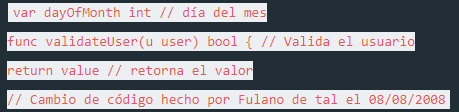 var dayOfMonth int // día del mes
func validateUser(u user) bool { // Valida el usuario
return value // retorna el valor
// Cambio de código hecho por Fulano de tal el 08/08/2008